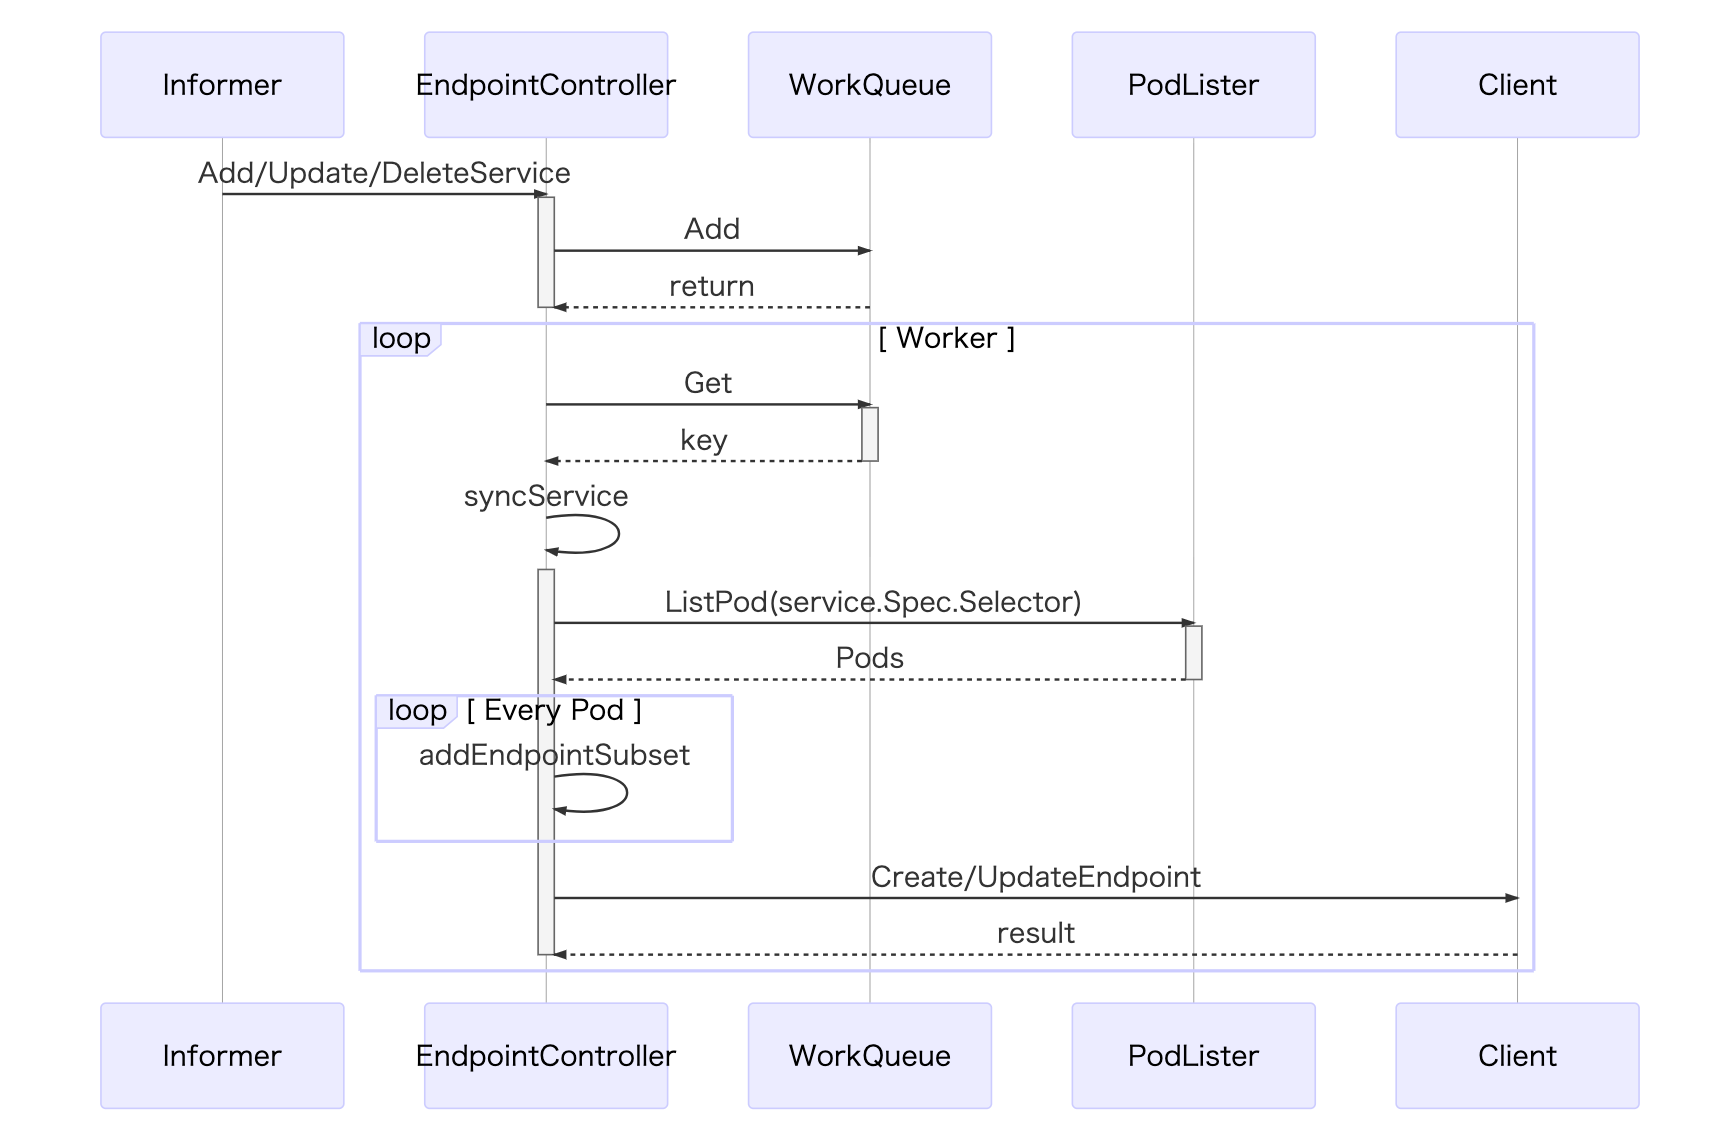 Informer
EndpointController
WorkQueue
PodLister
Client
Add/Update/DeleteService
Add
return
loop
[ Worker ]
Get
key
syncService
ListPod(service.Spec.Selector)
Pods
loop
[ Every Pod ]
addEndpointSubset
Create/UpdateEndpoint
result
Informer
EndpointController
WorkQueue
PodLister
Client